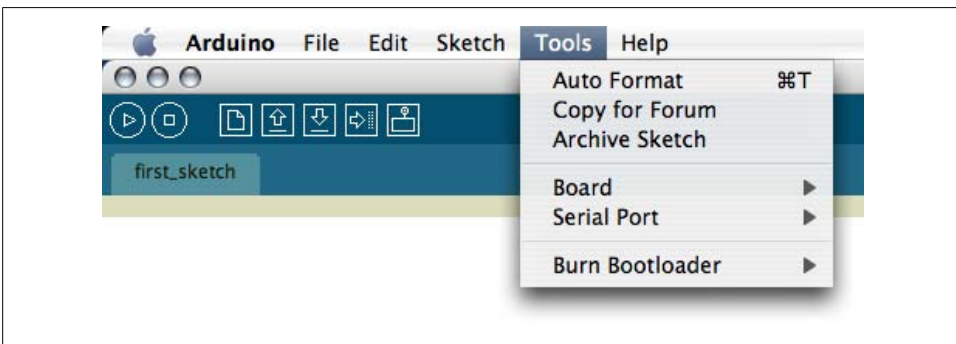 Arduino File Edit Sketch Tools Help
Auto Format ⌘T
Copy for Forum
Archive Sketch
first_sketch
Board
Serial Port
Burn Bootloader